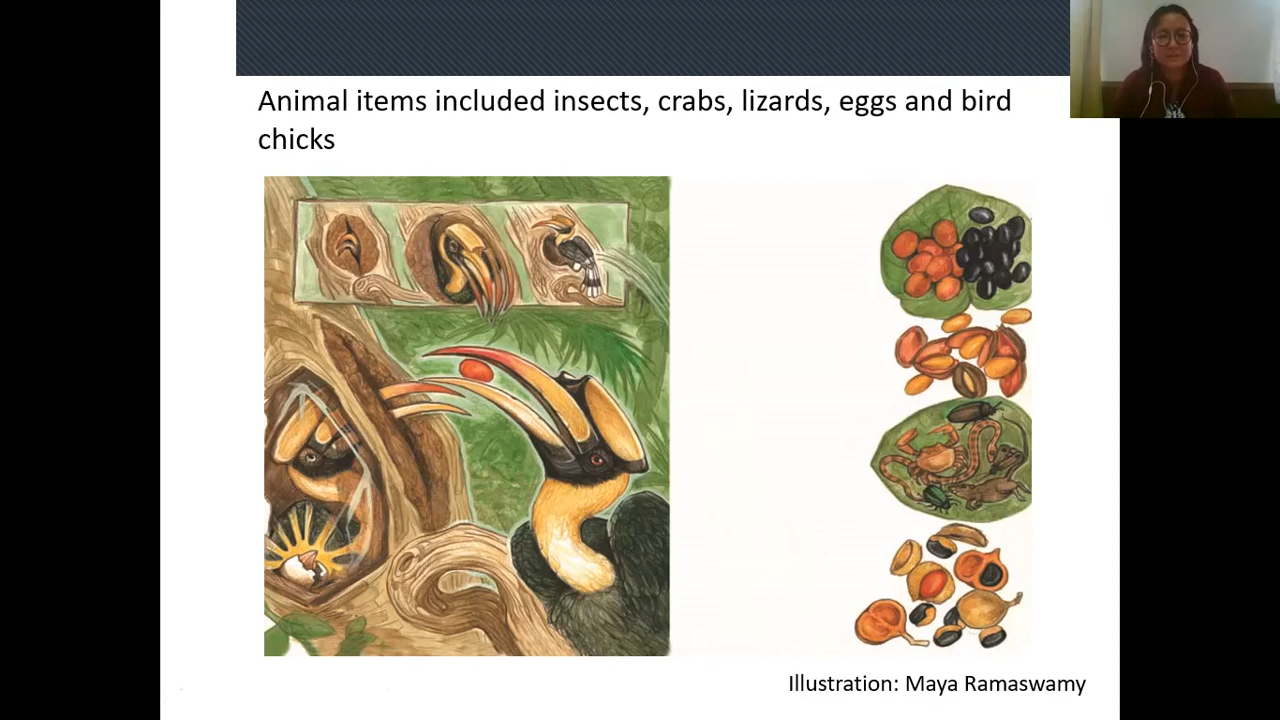 Animal items included insects, crabs, lizards, eggs and bird
chicks
Illustration: Maya Ramaswamy